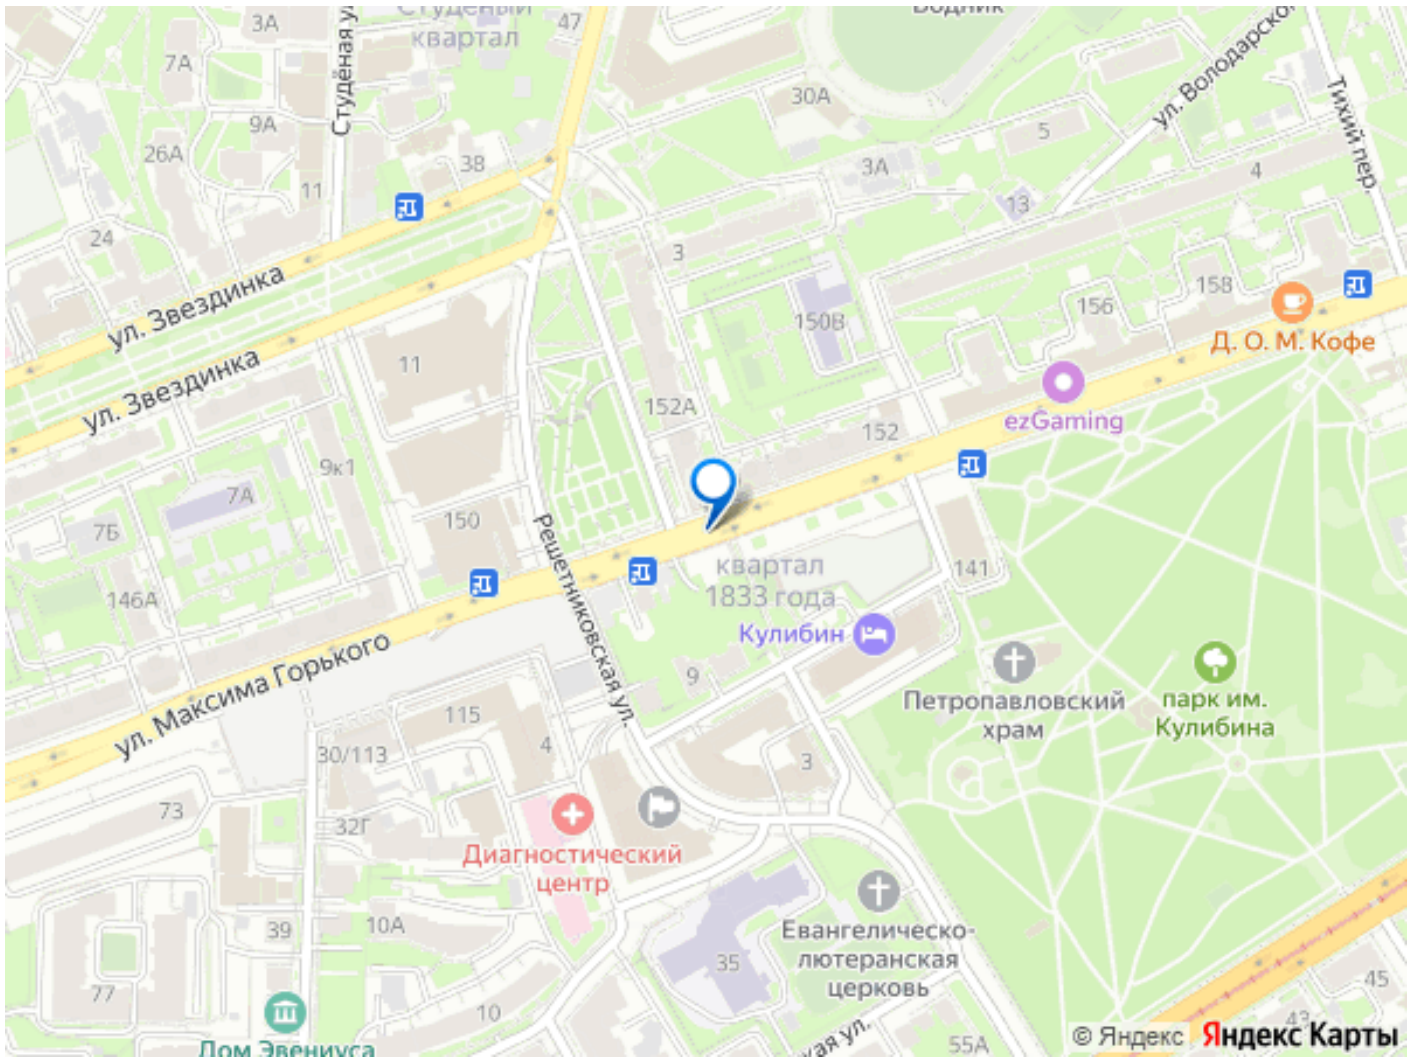 Студёный
квартал
47
Водник
3А
7А
Студёная ул.
9А
26А
38
11
30А
ул. Володарского
5
Тихий пер.
3А
4
13
24
3
ул. Звездинка
150В
158
156
Д. О. М. Кофе
11
ул. Звездинка
152А
152
ezGaming
9к1
7А
7Б
150
146А
Решетниковская ул.
квартал
1833 года
141
Кулибин
9
ул. Максима Горького
Петропавловский
храм
парк им.
Кулибина
115
4
30/113
3
73
32Г
Диагностический
центр
10А
39
Евангелическо-
лютеранская
церковь
35
77
10
45
43
55А
Дом Эвениуса
© Яндекс Яндекс Карты